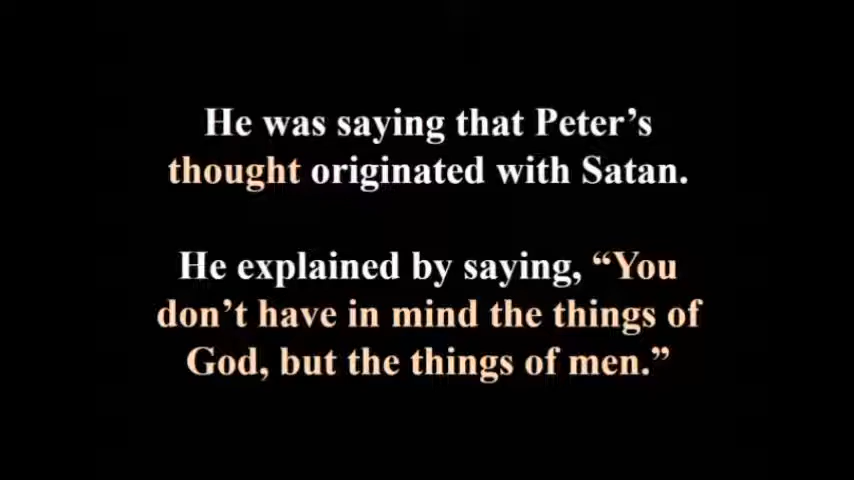 He was saying that Peter’s
thought originated with Satan.
He explained by saying, “You
don’t have in mind the things of
God, but the things of men.”